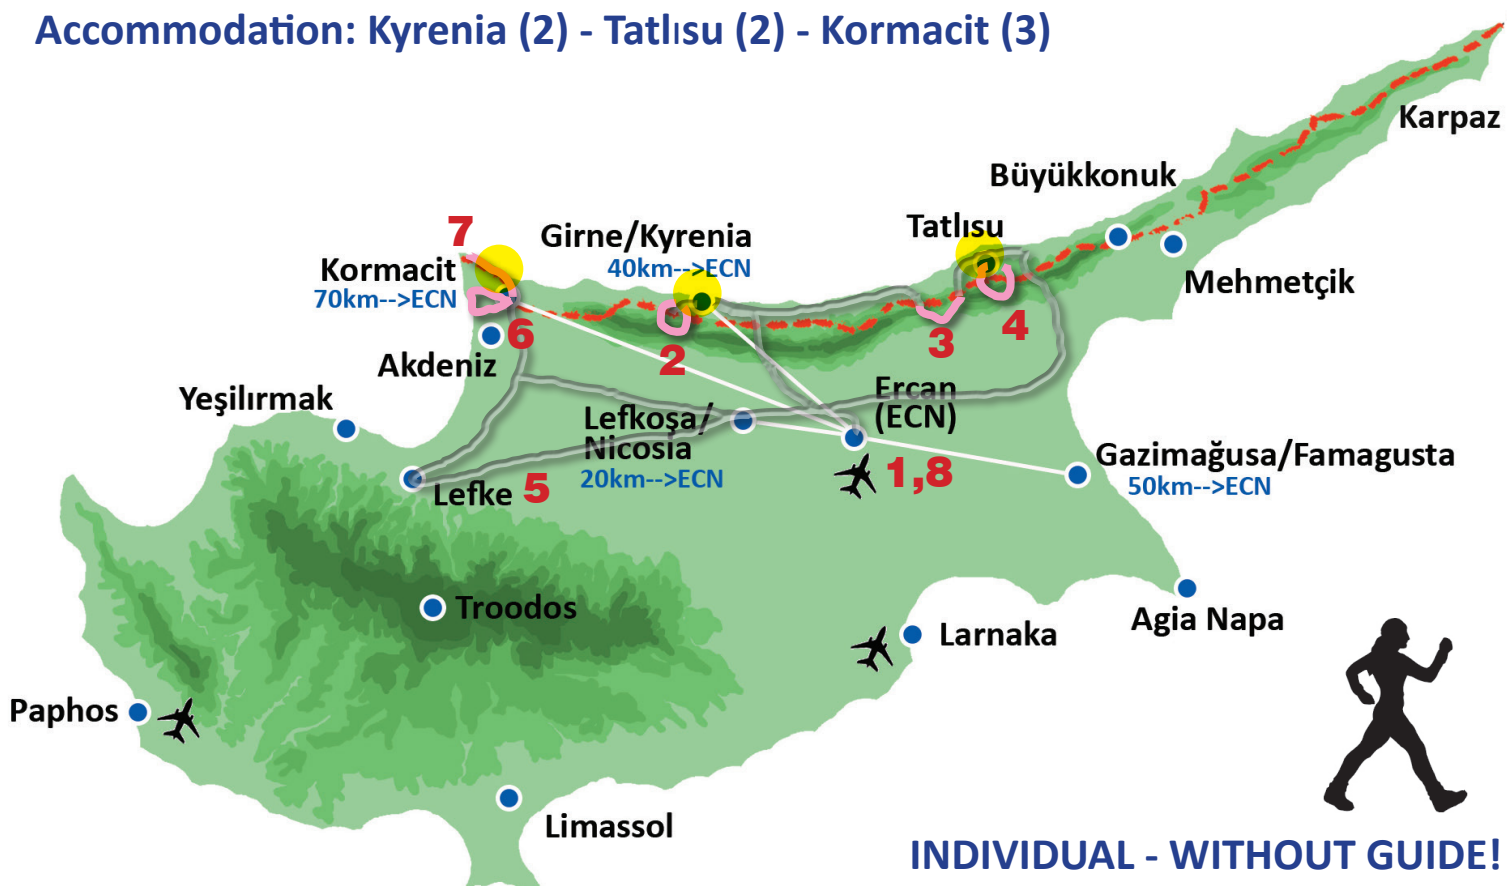 Accommodation: Kyrenia (2) - Tatlısu (2) - Kormacit (3)
Karpaz
Büyükkonuk
Tatlısu
7
Girne/Kyrenia
40km-->ECN
Kormacit
70km-->ECN
Mehmetçik
6
2
3
4
Akdeniz
Yeşilırmak
Ercan
(ECN)
Lefkoşa/
Nicosia
20km-->ECN
Gazimağusa/Famagusta
50km-->ECN
1,8
Lefke 5
Troodos
Agia Napa
Larnaka
Paphos
Limassol
INDIVIDUAL - WITHOUT GUIDE!